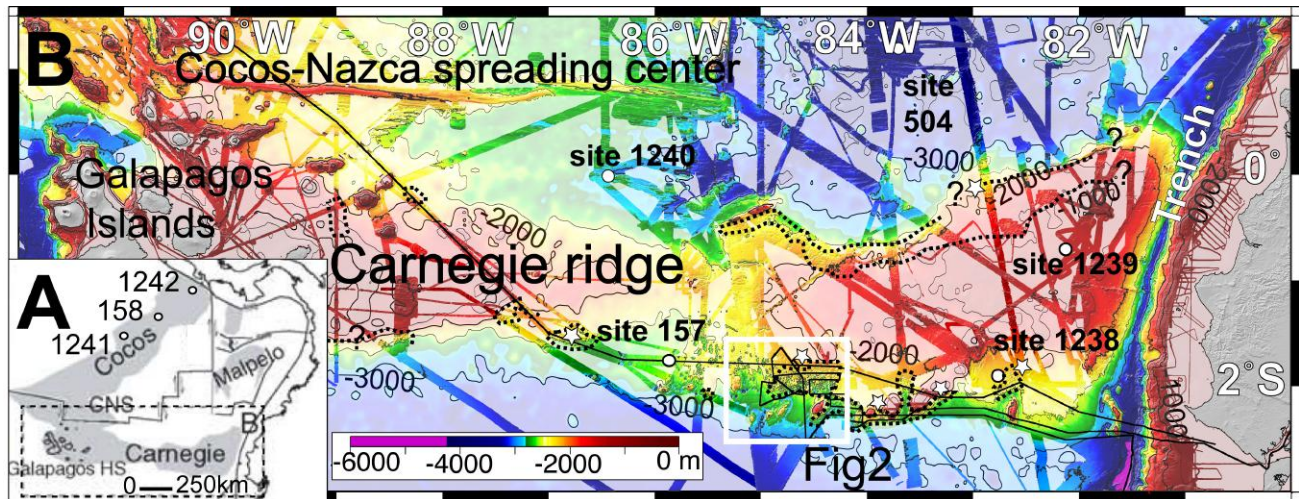 B
90°W
88°W
86°W
84°W
82°W
Cocos-Nazca spreading center
site
504
-3000
site 1240
0°
Galapagos
Islands
?
?
?
2000
1000
2000
Trench
-2000
Carnegie ridge
site 1239
site 157
site 1238
?
-2000
-3000
3000
2°S
1000
-6000
-4000
-2000
0 m
Fig2
A
1242
158
1241
Cocos
Malpelo
CNS
B
Galapagos HS
Carnegie
0
250km